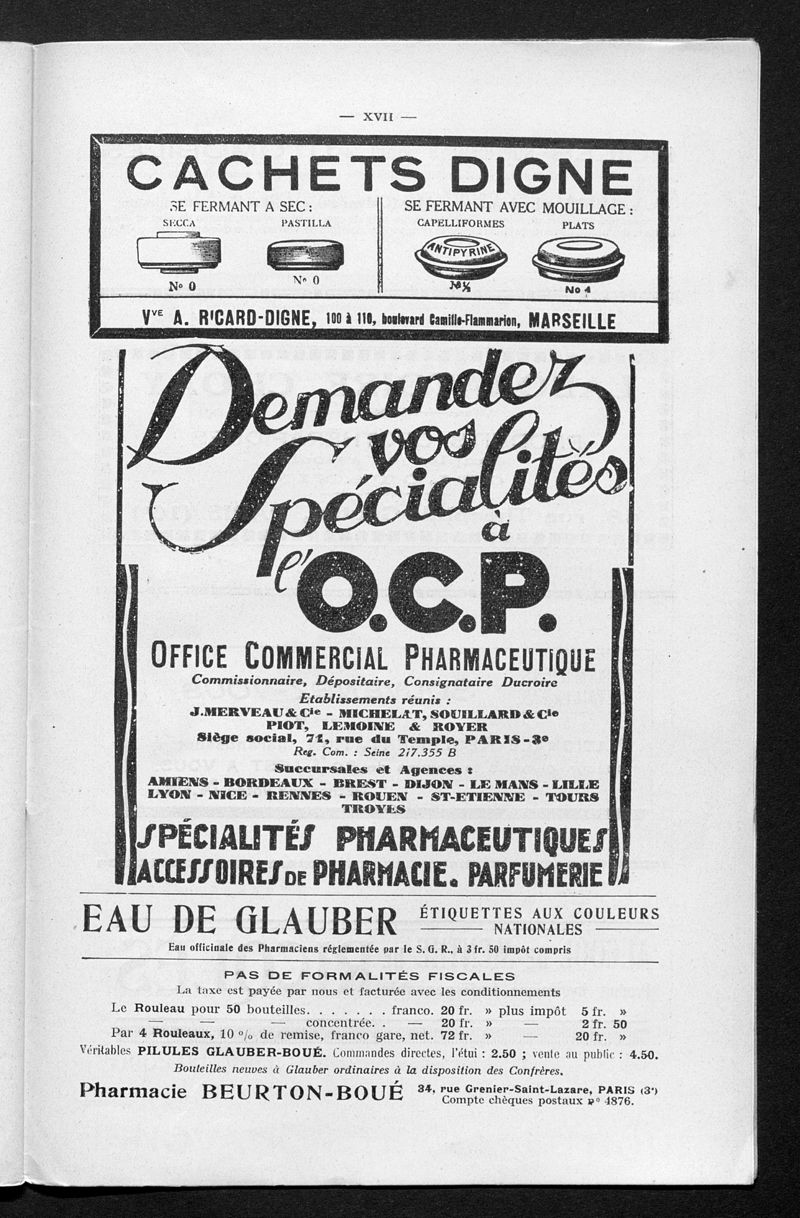 — XVII —
CACHETS DIGNE
SE FERMANT A SEC :
SE FERMANT AVEC MOUILLAGE :
SECCA
PASTILLA
CAPELLIFORMES
PLATS
ANTIPYRINE
No 0
No 0
No ½
No 4
Vve A. RICARD-DIGNE, 100 à 110, boulevard Camille-Flammarion, MARSEILLE
Demandez
vos
Spécialités
à
l'O.C.P.
OFFICE COMMERCIAL PHARMACEUTIQUE
Commissionnaire, Dépositaire, Consignataire Ducroire
Etablissements réunis :
J. MERVEAU & Cie - MICHELAT, SOUILLARD & Cie
PIOT, LEMOINE & ROYER
Siège social, 71, rue du Temple, PARIS-3e
Reg. Com. : Seine 217.355 B
Succursales et Agences :
AMIENS - BORDEAUX - BREST - DIJON - LE MANS - LILLE
LYON - NICE - RENNES - ROUEN - ST-ETIENNE - TOURS
TROYES
SPÉCIALITÉS PHARMACEUTIQUES
ACCESSOIRES DE PHARMACIE. PARFUMERIE
EAU DE GLAUBER
ÉTIQUETTES AUX COULEURS
NATIONALES
Eau officinale des Pharmaciens réglementée par le S. G. R., à 3 fr. 50 impôt compris
PAS DE FORMALITÉS FISCALES
La taxe est payée par nous et facturée avec les conditionnements
Le Rouleau pour 50 bouteilles. . . . . . . franco. 20 fr. » plus impôt 5 fr. »
— — — concentrée. . — 20 fr. » — 2 fr. 50
Par 4 Rouleaux, 10 % de remise, franco gare, net. 72 fr. » — 20 fr. »
Véritables PILULES GLAUBER-BOUÉ. Commandes directes, l'étui : 2.50 ; vente au public : 4.50.
Bouteilles neuves à Glauber ordinaires à la disposition des Confrères.
Pharmacie BEURTON-BOUÉ
34, rue Grenier-Saint-Lazare, PARIS (3e)
Compte chèques postaux no 4876.